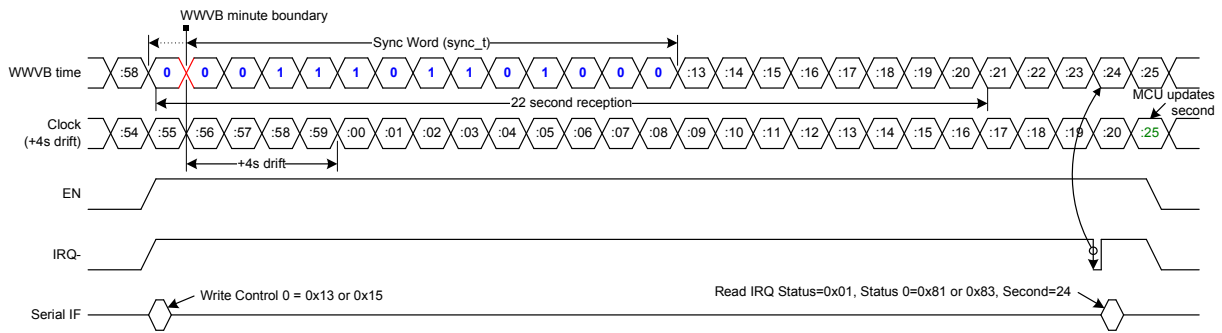 WWVB minute boundary
Sync Word (sync_t)
WWVB time :58 0 0 0 1 1 1 0 1 1 0 1 0 0 0 :13 :14 :15 :16 :17 :18 :19 :20 :21 :22 :23 :24 :25
22 second reception
MCU updates
second
Clock
(+4s drift)
:54 :55 :56 :57 :58 :59 :00 :01 :02 :03 :04 :05 :06 :07 :08 :09 :10 :11 :12 :13 :14 :15 :16 :17 :18 :19 :20 :25
+4s drift
EN
IRQ-
Write Control 0 = 0x13 or 0x15
Read IRQ Status=0x01, Status 0=0x81 or 0x83, Second=24
Serial IF